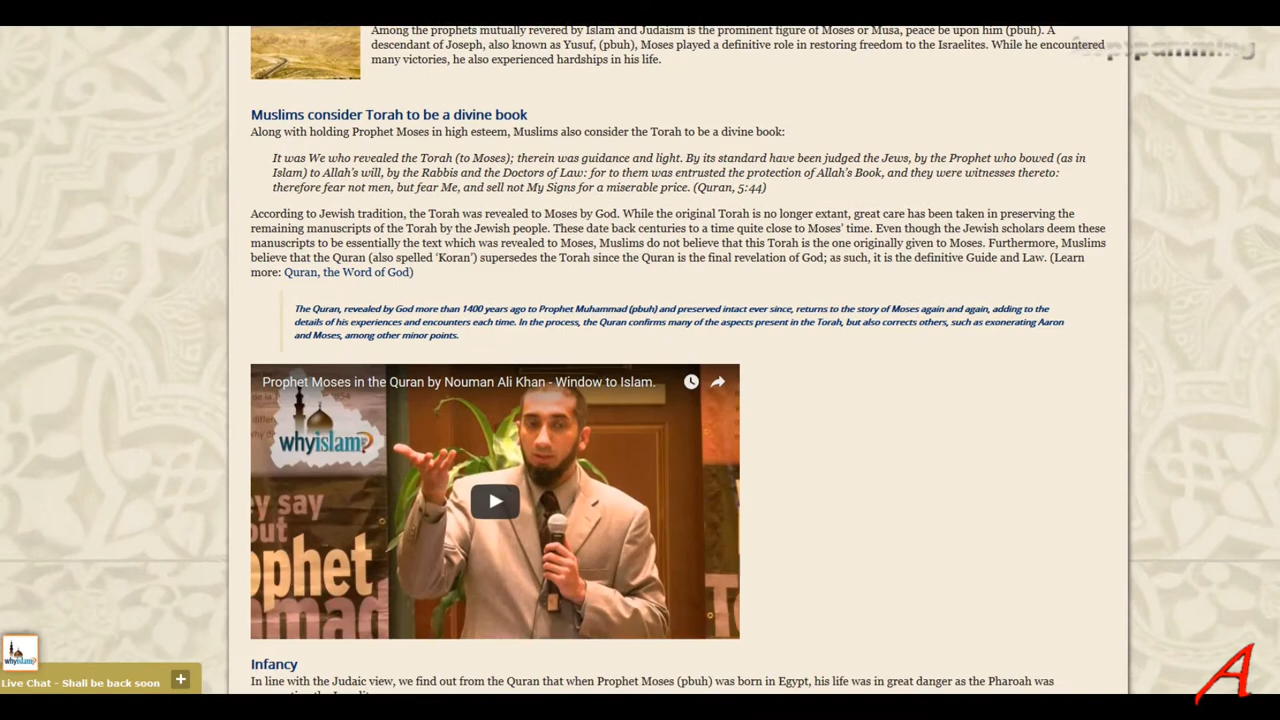 Among the prophets mutually revered by Islam and Judaism is the prominent figure of Moses or Musa, peace be upon him (pbuh). A
descendant of Joseph, also known as Yusuf, (pbuh), Moses played a definitive role in restoring freedom to the Israelites. While he encountered
many victories, he also experienced hardships in his life.
Muslims consider Torah to be a divine book
Along with holding Prophet Moses in high esteem, Muslims also consider the Torah to be a divine book:
It was We who revealed the Torah (to Moses); therein was guidance and light. By its standard have been judged the Jews, by the Prophet who bowed (as in
Islam) to Allah's will, by the Rabbis and the Doctors of Law: for to them was entrusted the protection of Allah's Book, and they were witnesses thereto:
therefore fear not men, but fear Me, and sell not My Signs for a miserable price. (Quran, 5:44)
According to Jewish tradition, the Torah was revealed to Moses by God. While the original Torah is no longer extant, great care has been taken in preserving the
remaining manuscripts of the Torah by the Jewish people. These date back centuries to a time quite close to Moses' time. Even though the Jewish scholars deem these
manuscripts to be essentially the text which was revealed to Moses, Muslims do not believe that this Torah is the one originally given to Moses. Furthermore, Muslims
believe that the Quran (also spelled 'Koran') supersedes the Torah since the Quran is the final revelation of God; as such, it is the definitive Guide and Law. (Learn
more: Quran, the Word of God)
The Quran, revealed by God more than 1400 years ago to Prophet Muhammad (pbuh) and preserved intact ever since, returns to the story of Moses again and again, adding to the
details of his experiences and encounters each time. In the process, the Quran confirms many of the aspects present in the Torah, but also corrects others, such as exonerating Aaron
and Moses, among other minor points.
Prophet Moses in the Quran by Nouman Ali Khan - Window to Islam.
whyislam?
ey say
out
ophet
ammad
Infancy
In line with the Judaic view, we find out from the Quran that when Prophet Moses (pbuh) was born in Egypt, his life was in great danger as the Pharoah was
whyislam?
Live Chat - Shall be back soon
A